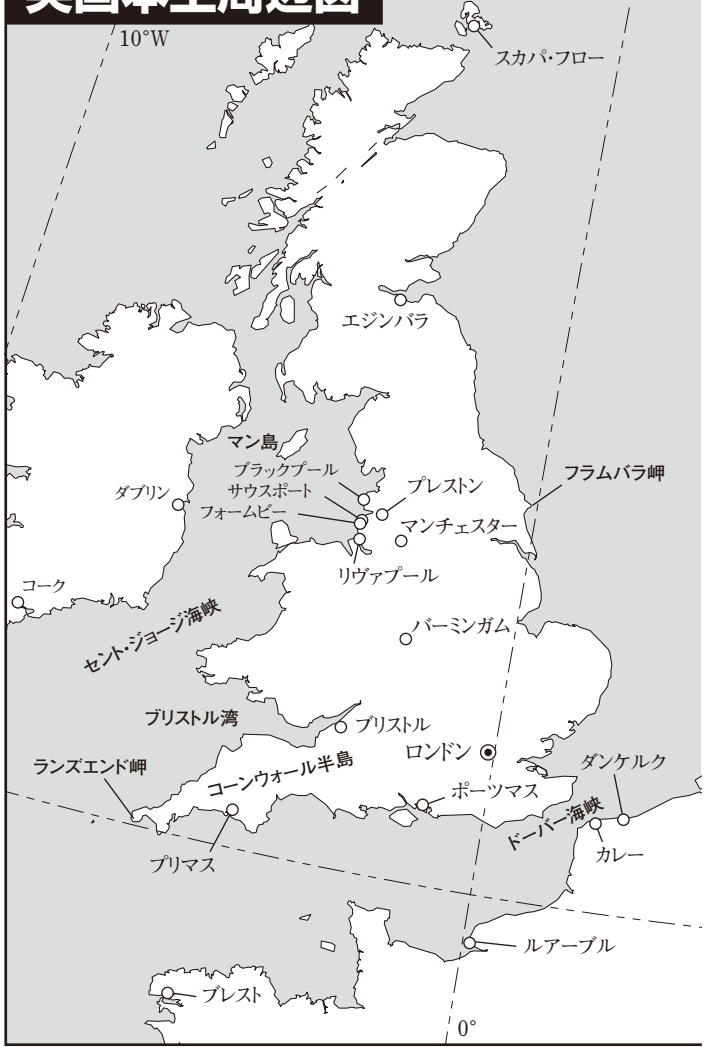 英国本土周辺図
10°W
スカパ・フロー
エジンバラ
マン島
ブラックプール
サウスポート
フォームビー
プレストン
フラムバラ岬
ダブリン
マンチェスター
リヴァプール
コーク
セント・ジョージ海峡
バーミンガム
ブリストル湾
ブリストル
ロンドン
ランズエンド岬
コーンウォール半島
ダンケルク
ポーツマス
ドーバー海峡
プリマス
カレー
ルアーブル
ブレスト
0°